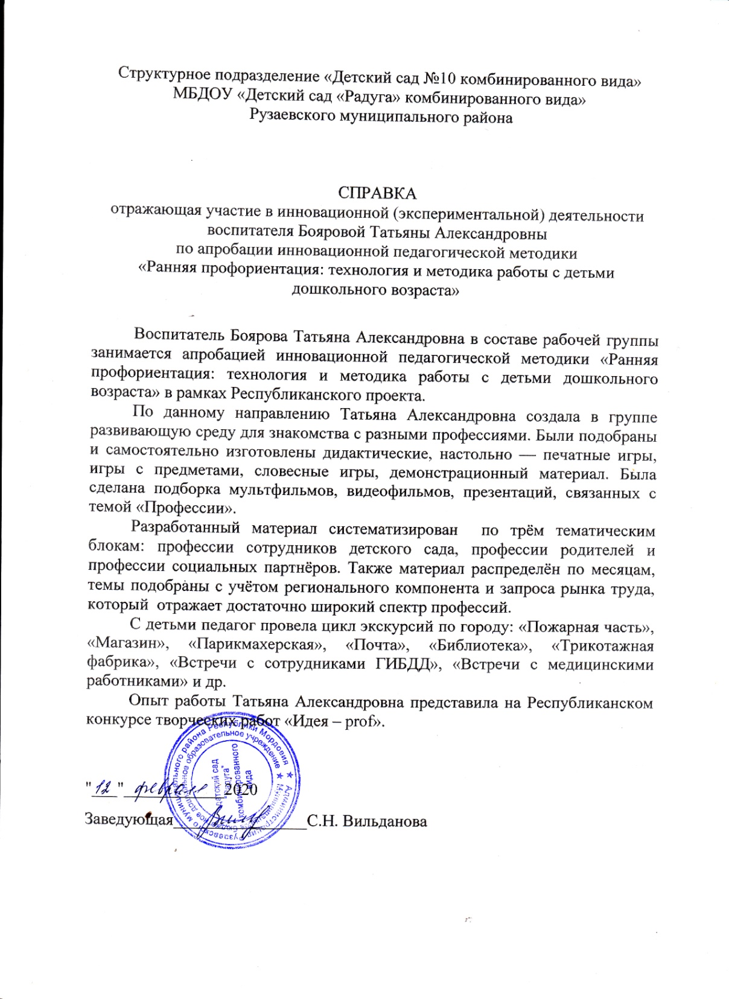 Структурное подразделение «Детский сад №10 комбинированного вида»
МБДОУ «Детский сад «Радуга» комбинированного вида»
Рузаевского муниципального района
СПРАВКА
отражающая участие в инновационной (экспериментальной) деятельности
воспитателя Бояровой Татьяны Александровны
по апробации инновационной педагогической методики
«Ранняя профориентация: технология и методика работы с детьми
дошкольного возраста»
Воспитатель Боярова Татьяна Александровна в составе рабочей группы
занимается апробацией инновационной педагогической методики «Ранняя
профориентация: технология и методика работы с детьми дошкольного
возраста» в рамках Республиканского проекта.
По данному направлению Татьяна Александровна создала в группе
развивающую среду для знакомства с разными профессиями. Были подобраны
и самостоятельно изготовлены дидактические, настольно — печатные игры,
игры с предметами, словесные игры, демонстрационный материал. Была
сделана подборка мультфильмов, видеофильмов, презентаций, связанных с
темой «Профессии».
Разработанный материал систематизирован по трём тематическим
блокам: профессии сотрудников детского сада, профессии родителей и
профессии социальных партнёров. Также материал распределён по месяцам,
темы подобраны с учётом регионального компонента и запроса рынка труда,
который отражает достаточно широкий спектр профессий.
С детьми педагог провела цикл экскурсий по городу: «Пожарная часть»,
«Магазин», «Парикмахерская», «Почта», «Библиотека», «Трикотажная
фабрика», «Встречи с сотрудниками ГИБДД», «Встречи с медицинскими
работниками» и др.
Опыт работы Татьяна Александровна представила на Республиканском
конкурсе творческих работ «Идея – prof».
"12" февраля 2020
Заведующая С.Н. Вильданова
Администрация Рузаевского муниципального района Республики Мордовия
образовательное учреждение
детский сад
"Радуга"
комбинированного
вида